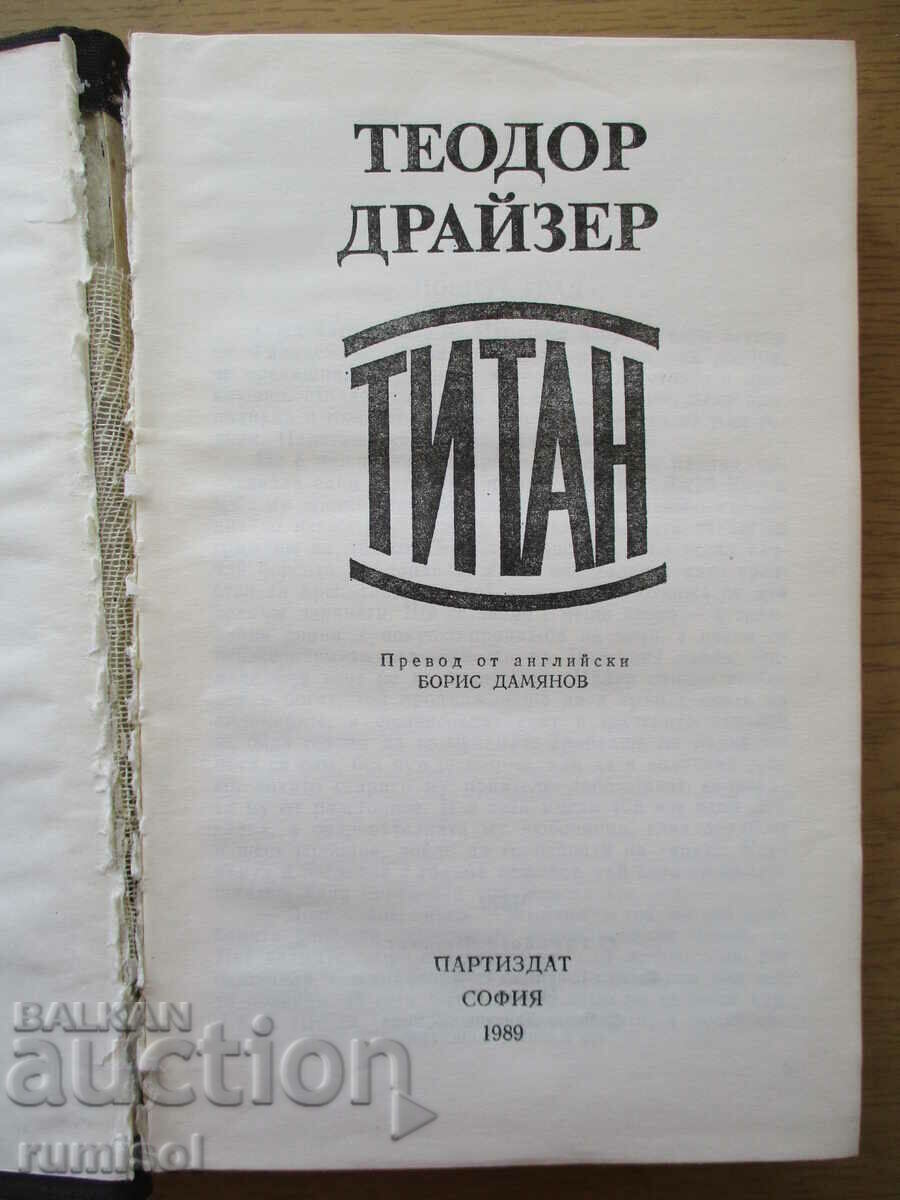 ТЕОДОР
ДРАЙЗЕР
ТИТАН
Превод от английски
БОРИС ДАМЯНОВ
ПАРТИЗДАТ
СОФИЯ
1989
BALKAN
auction
rumisol